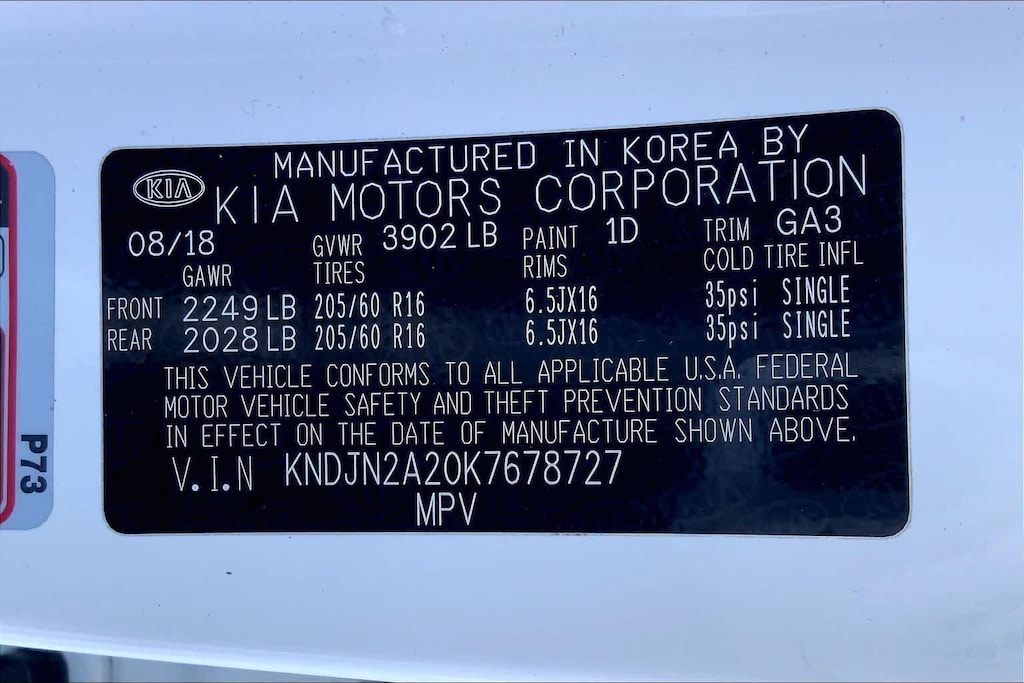 MANUFACTURED IN KOREA BY
KIA KIA MOTORS CORPORATION
08/18 GVWR 3902 LB PAINT 1D TRIM GA3
GAWR TIRES RIMS COLD TIRE INFL
FRONT 2249 LB 205/60 R16 6.5JX16 35psi SINGLE
REAR 2028 LB 205/60 R16 6.5JX16 35psi SINGLE
THIS VEHICLE CONFORMS TO ALL APPLICABLE U.S.A. FEDERAL
MOTOR VEHICLE SAFETY AND THEFT PREVENTION STANDARDS
IN EFFECT ON THE DATE OF MANUFACTURE SHOWN ABOVE.
V.I.N KNDJN2A20K7678727
MPV
P73